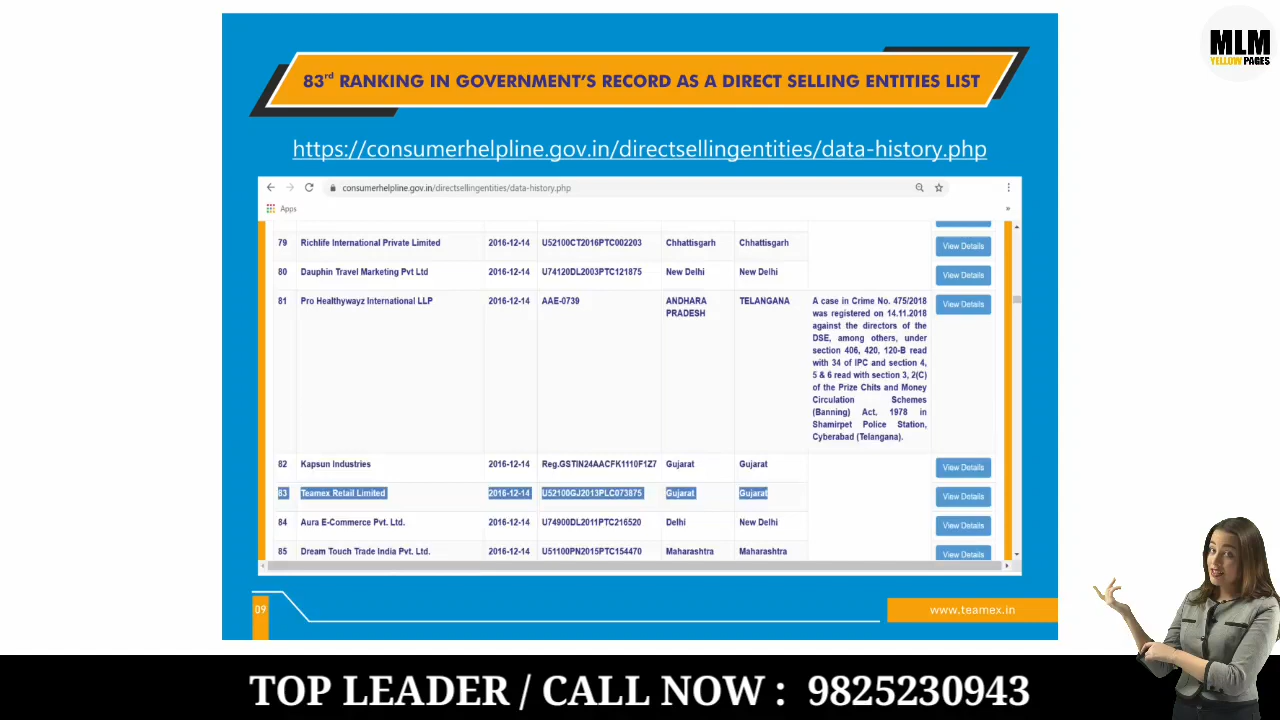 MLM
YELLOW PAGES
83rd RANKING IN GOVERNMENT'S RECORD AS A DIRECT SELLING ENTITIES LIST
https://consumerhelpline.gov.in/directsellingentities/data-history.php
consumerhelpline.gov.in/directsellingentities/data-history.php
Apps »
79 Richlife International Private Limited 2016-12-14 U52100CT2016PTC002203 Chhattisgarh Chhattisgarh View Details
80 Dauphin Travel Marketing Pvt Ltd 2016-12-14 U74120DL2003PTC121875 New Delhi New Delhi View Details
81 Pro Healthywayz International LLP 2016-12-14 AAE-0739 ANDHARA PRADESH TELANGANA View Details
A case in Crime No. 475/2018
was registered on 14.11.2018
against the directors of the
DSE, among others, under
section 406, 420, 120-B read
with 34 of IPC and section 4,
5 & 6 read with section 3, 2(C)
of the Prize Chits and Money
Circulation Schemes
(Banning) Act, 1978 in
Shamirpet Police Station,
Cyberabad (Telangana).
82 Kapsun Industries 2016-12-14 Reg.GSTIN24AACFK1110F1Z7 Gujarat Gujarat View Details
83 Teamex Retail Limited 2016-12-14 U52100GJ2013PLC073875 Gujarat Gujarat View Details
84 Aura E-Commerce Pvt. Ltd. 2016-12-14 U74900DL2011PTC216520 Delhi New Delhi View Details
85 Dream Touch Trade India Pvt. Ltd. 2016-12-14 U51100PN2015PTC154470 Maharashtra Maharashtra View Details
09
www.teamex.in
TOP LEADER / CALL NOW : 9825230943